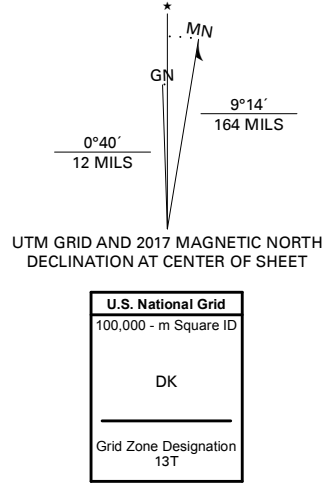 ★
MN
GN
0°40´
12 MILS
9°14´
164 MILS
UTM GRID AND 2017 MAGNETIC NORTH
DECLINATION AT CENTER OF SHEET
U.S. National Grid
100,000 - m Square ID
DK
Grid Zone Designation
13T